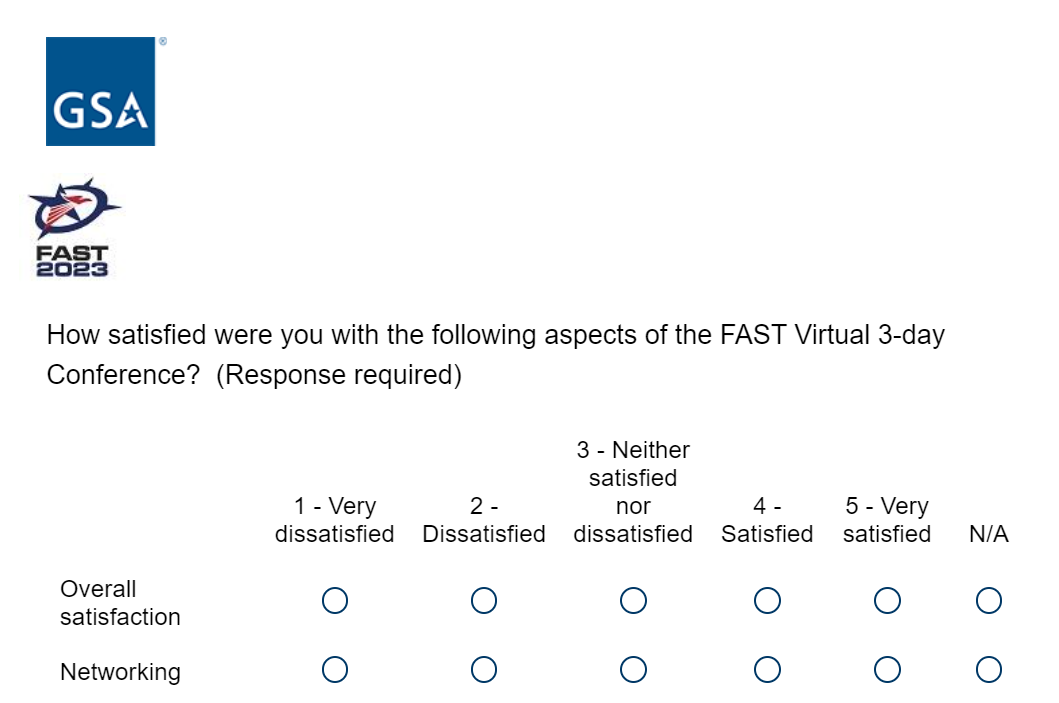 GSA
®
FAST
2023
How satisfied were you with the following aspects of the FAST Virtual 3-day
Conference?  (Response required)
1 - Very dissatisfied
2 - Dissatisfied
3 - Neither satisfied nor dissatisfied
4 - Satisfied
5 - Very satisfied
N/A
Overall
satisfaction
Networking